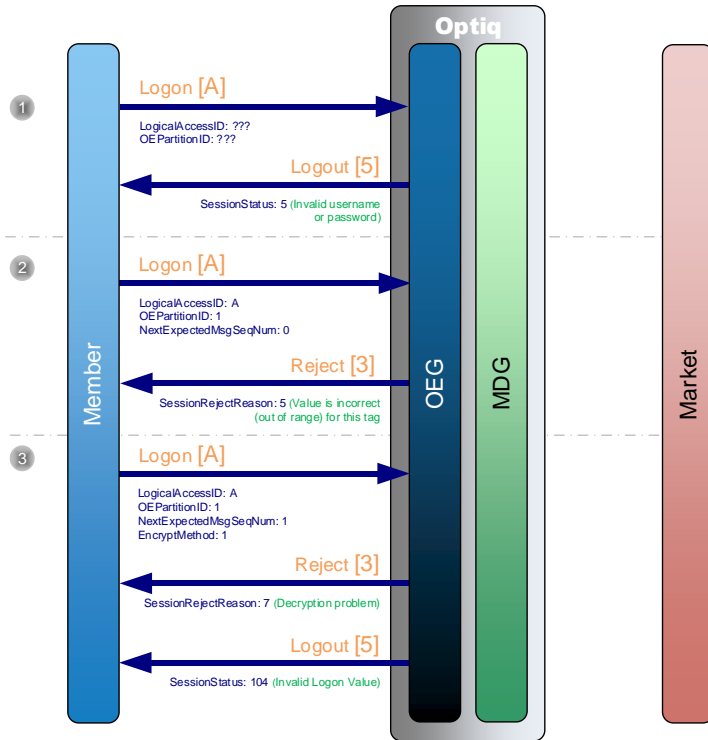 Optiq
1
Logon [A]
LogicalAccessID: ???
OEPartitionID: ???
Logout [5]
SessionStatus: 5 (Invalid username
or password)
2
Logon [A]
LogicalAccessID: A
OEPartitionID: 1
NextExpectedMsgSeqNum: 0
Reject [3]
SessionRejectReason: 5 (Value is incorrect
(out of range) for this tag
3
Logon [A]
LogicalAccessID: A
OEPartitionID: 1
NextExpectedMsgSeqNum: 1
EncryptMethod: 1
Reject [3]
SessionRejectReason: 7 (Decryption problem)
Logout [5]
SessionStatus: 104 (Invalid Logon Value)
Member
OEG
MDG
Market